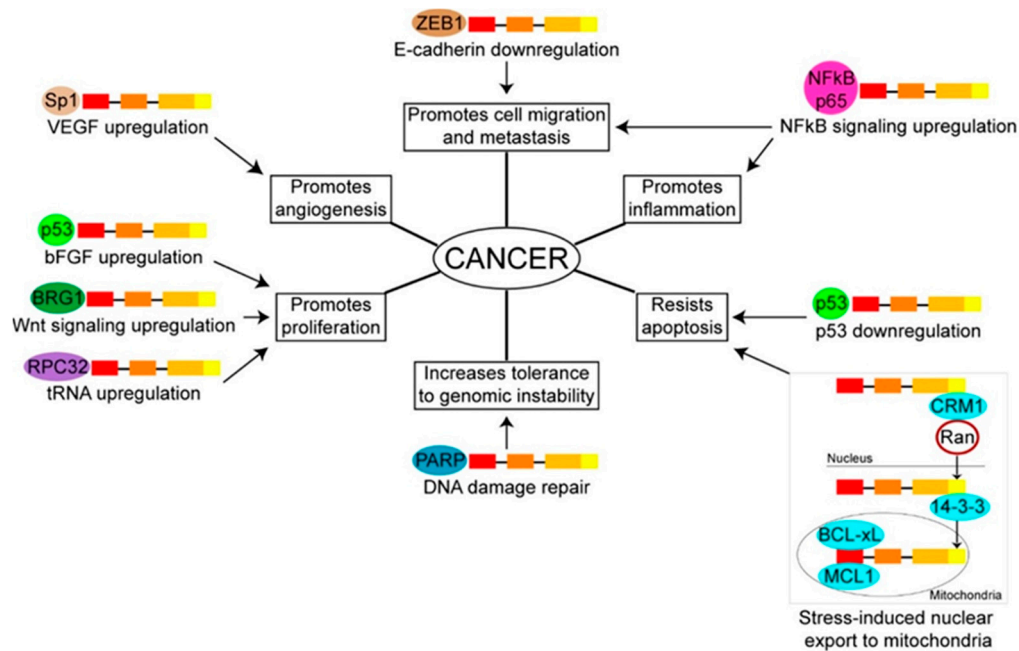 ZEB1
E-cadherin downregulation
Sp1
VEGF upregulation
NFkB
p65
NFkB signaling upregulation
Promotes cell migration
and metastasis
Promotes
angiogenesis
Promotes
inflammation
p53
bFGF upregulation
CANCER
BRG1
Wnt signaling upregulation
Promotes
proliferation
Resists
apoptosis
p53
p53 downregulation
RPC32
tRNA upregulation
Increases tolerance
to genomic instability
PARP
DNA damage repair
CRM1
Ran
Nucleus
14-3-3
BCL-xL
MCL1
Mitochondria
Stress-induced nuclear
export to mitochondria